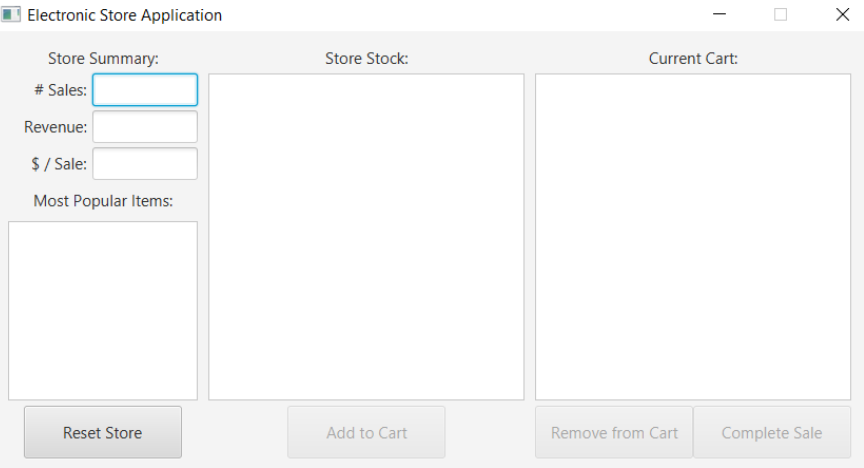 Electronic Store Application
Store Summary:
Store Stock:
Current Cart:
# Sales:
Revenue:
$ / Sale:
Most Popular Items:
Reset Store
Add to Cart
Remove from Cart
Complete Sale